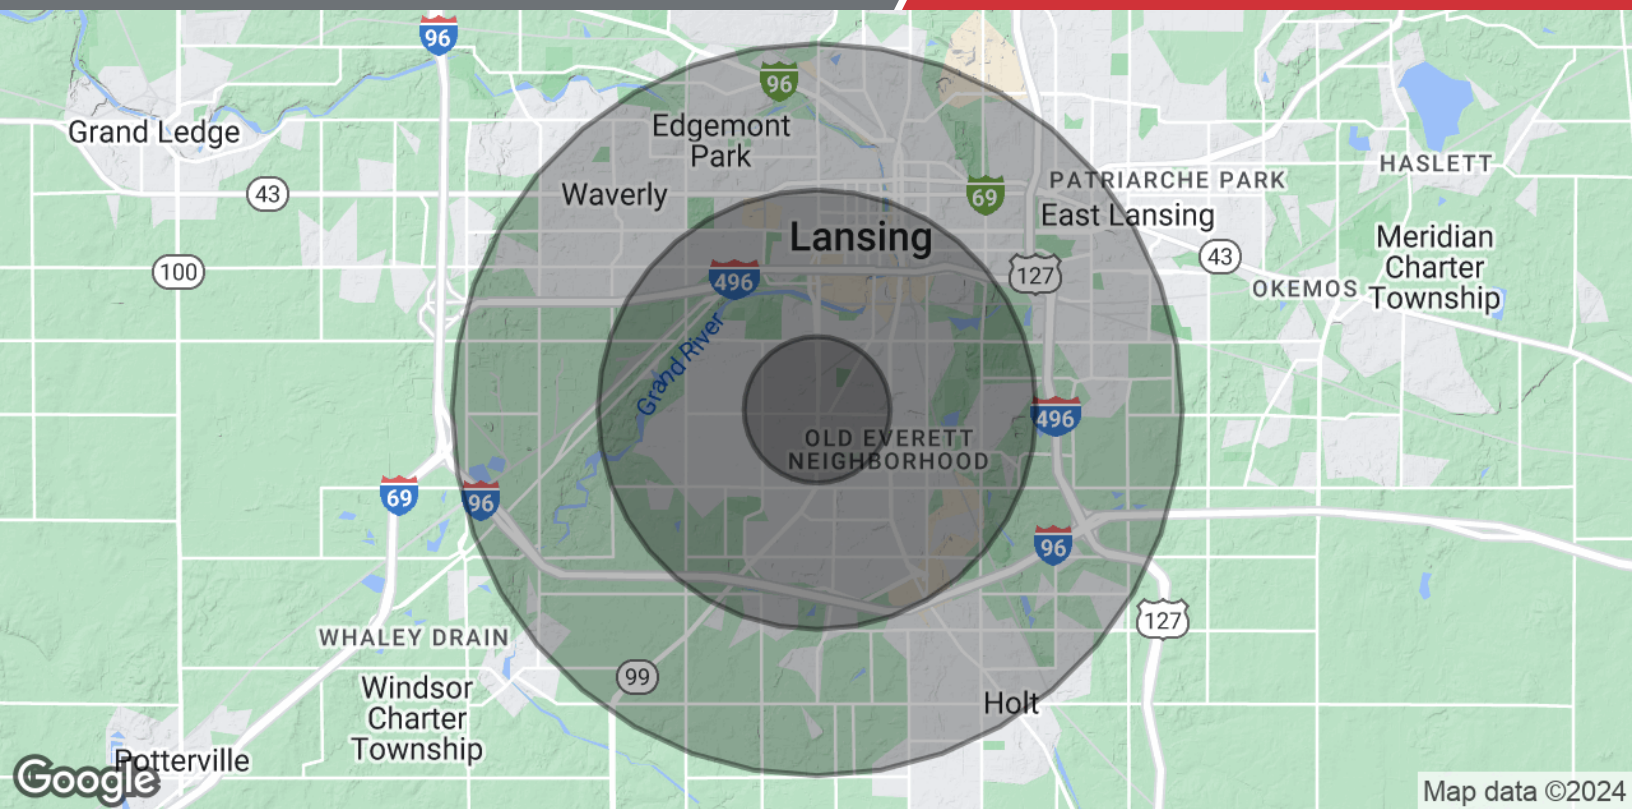 96
96
Edgemont
Park
Grand Ledge
HASLETT
43
Waverly
69
PATRIARCHE PARK
East Lansing
Lansing
Meridian
Charter
Township
43
100
127
496
OKEMOS
Grand River
496
OLD EVERETT
NEIGHBORHOOD
69
96
96
127
WHALEY DRAIN
99
Windsor
Charter
Township
Holt
Potterville
Google
Map data ©2024